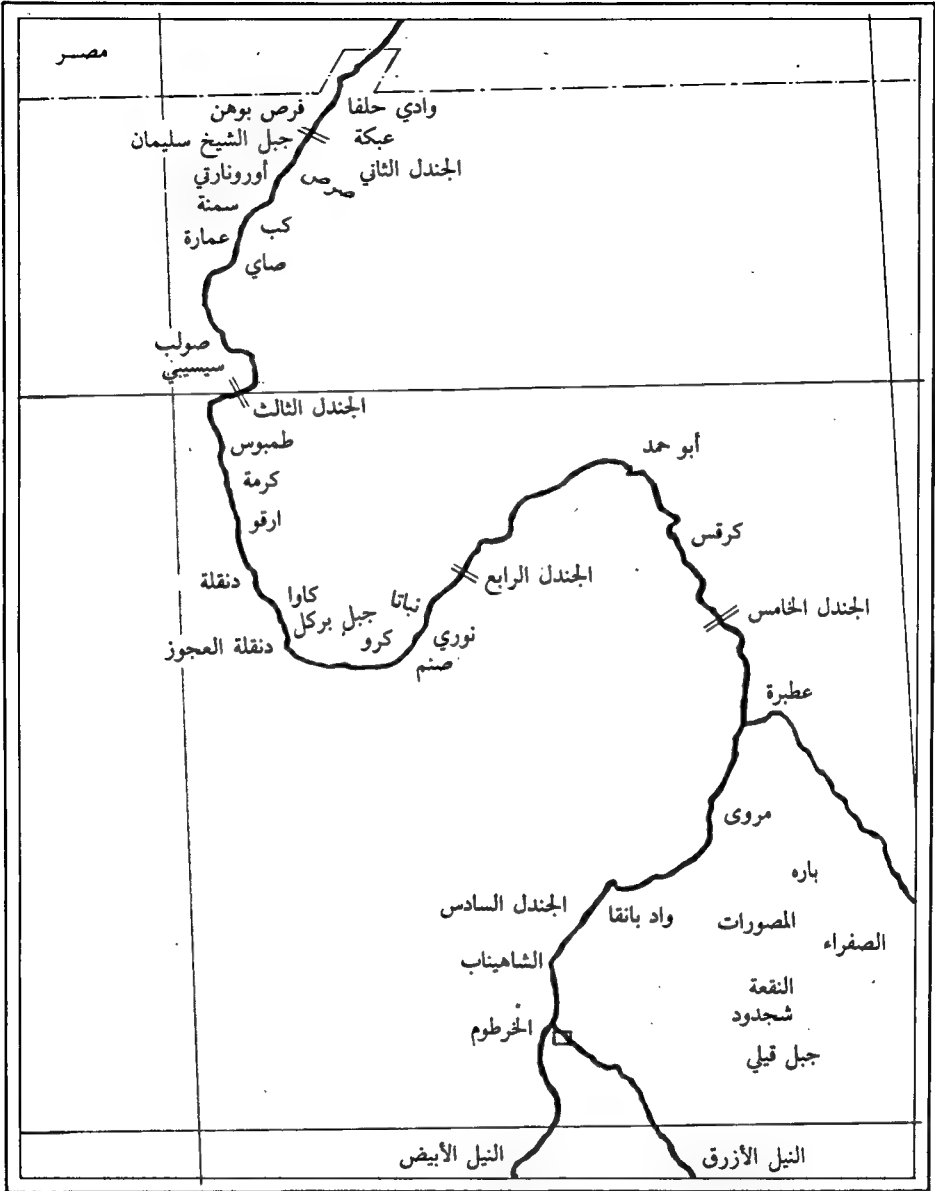 مصر
فرص بوهن
وادي حلفا
جبل الشيخ سليمان
عبكة
أورونارتي
صرص
الجندل الثاني
سمنة
كب
عمارة
صاي
صولب
سيسيبي
الجندل الثالث
طمبوس
كرمة
ارقو
أبو حمد
كرقس
دنقلة
كاوا
جبل بركل
نباتا
الجندل الرابع
الجندل الخامس
دنقلة العجوز
كرو
نوري
صنم
عطبرة
مروى
باره
الجندل السادس
واد بانقا
المصورات
الصفراء
الشاهيناب
النقعة
شجدود
الخرطوم
جبل قيلي
النيل الأبيض
النيل الأزرق